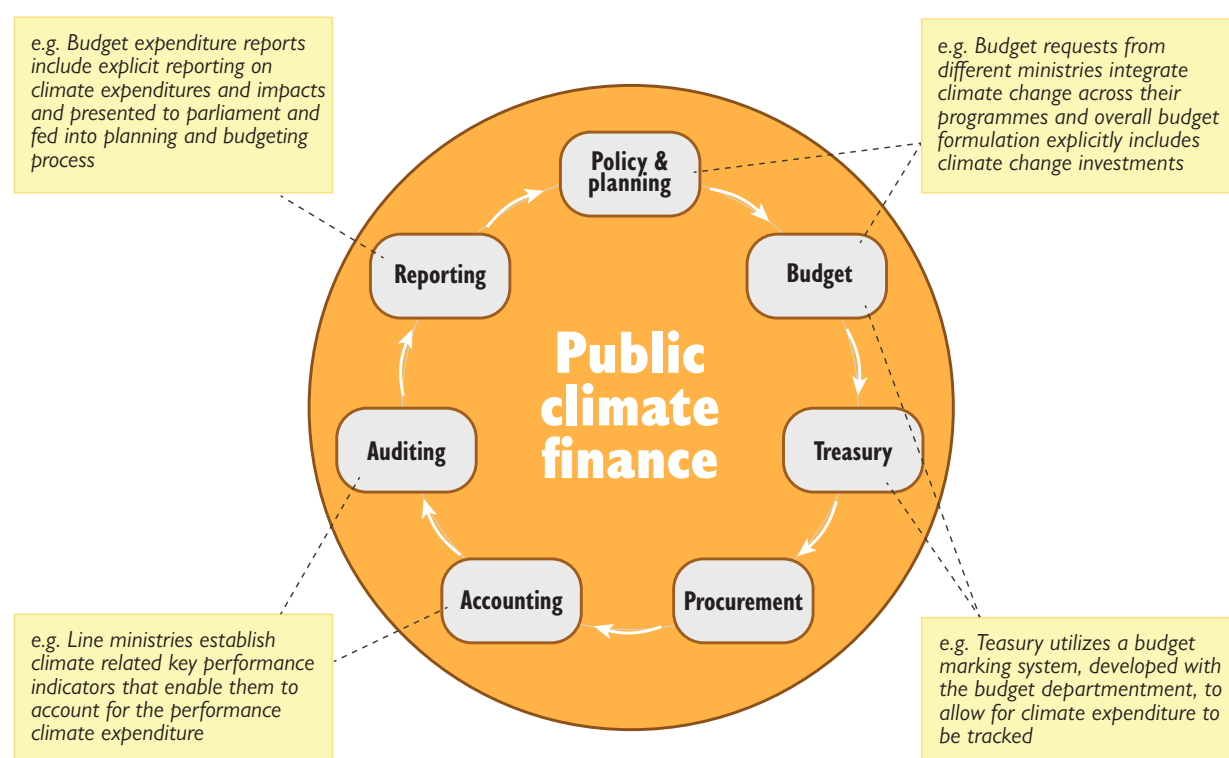 e.g. Budget expenditure reports
include explicit reporting on
climate expenditures and impacts
and presented to parliament and
fed into planning and budgeting
process
e.g. Budget requests from
different ministries integrate
climate change across their
programmes and overall budget
formulation explicitly includes
climate change investments
Policy &
planning
Reporting
Budget
Public
climate
finance
Auditing
Treasury
Accounting
Procurement
e.g. Line ministries establish
climate related key performance
indicators that enable them to
account for the performance
climate expenditure
e.g. Teasury utilizes a budget
marking system, developed with
the budget departmentment, to
allow for climate expenditure to
be tracked